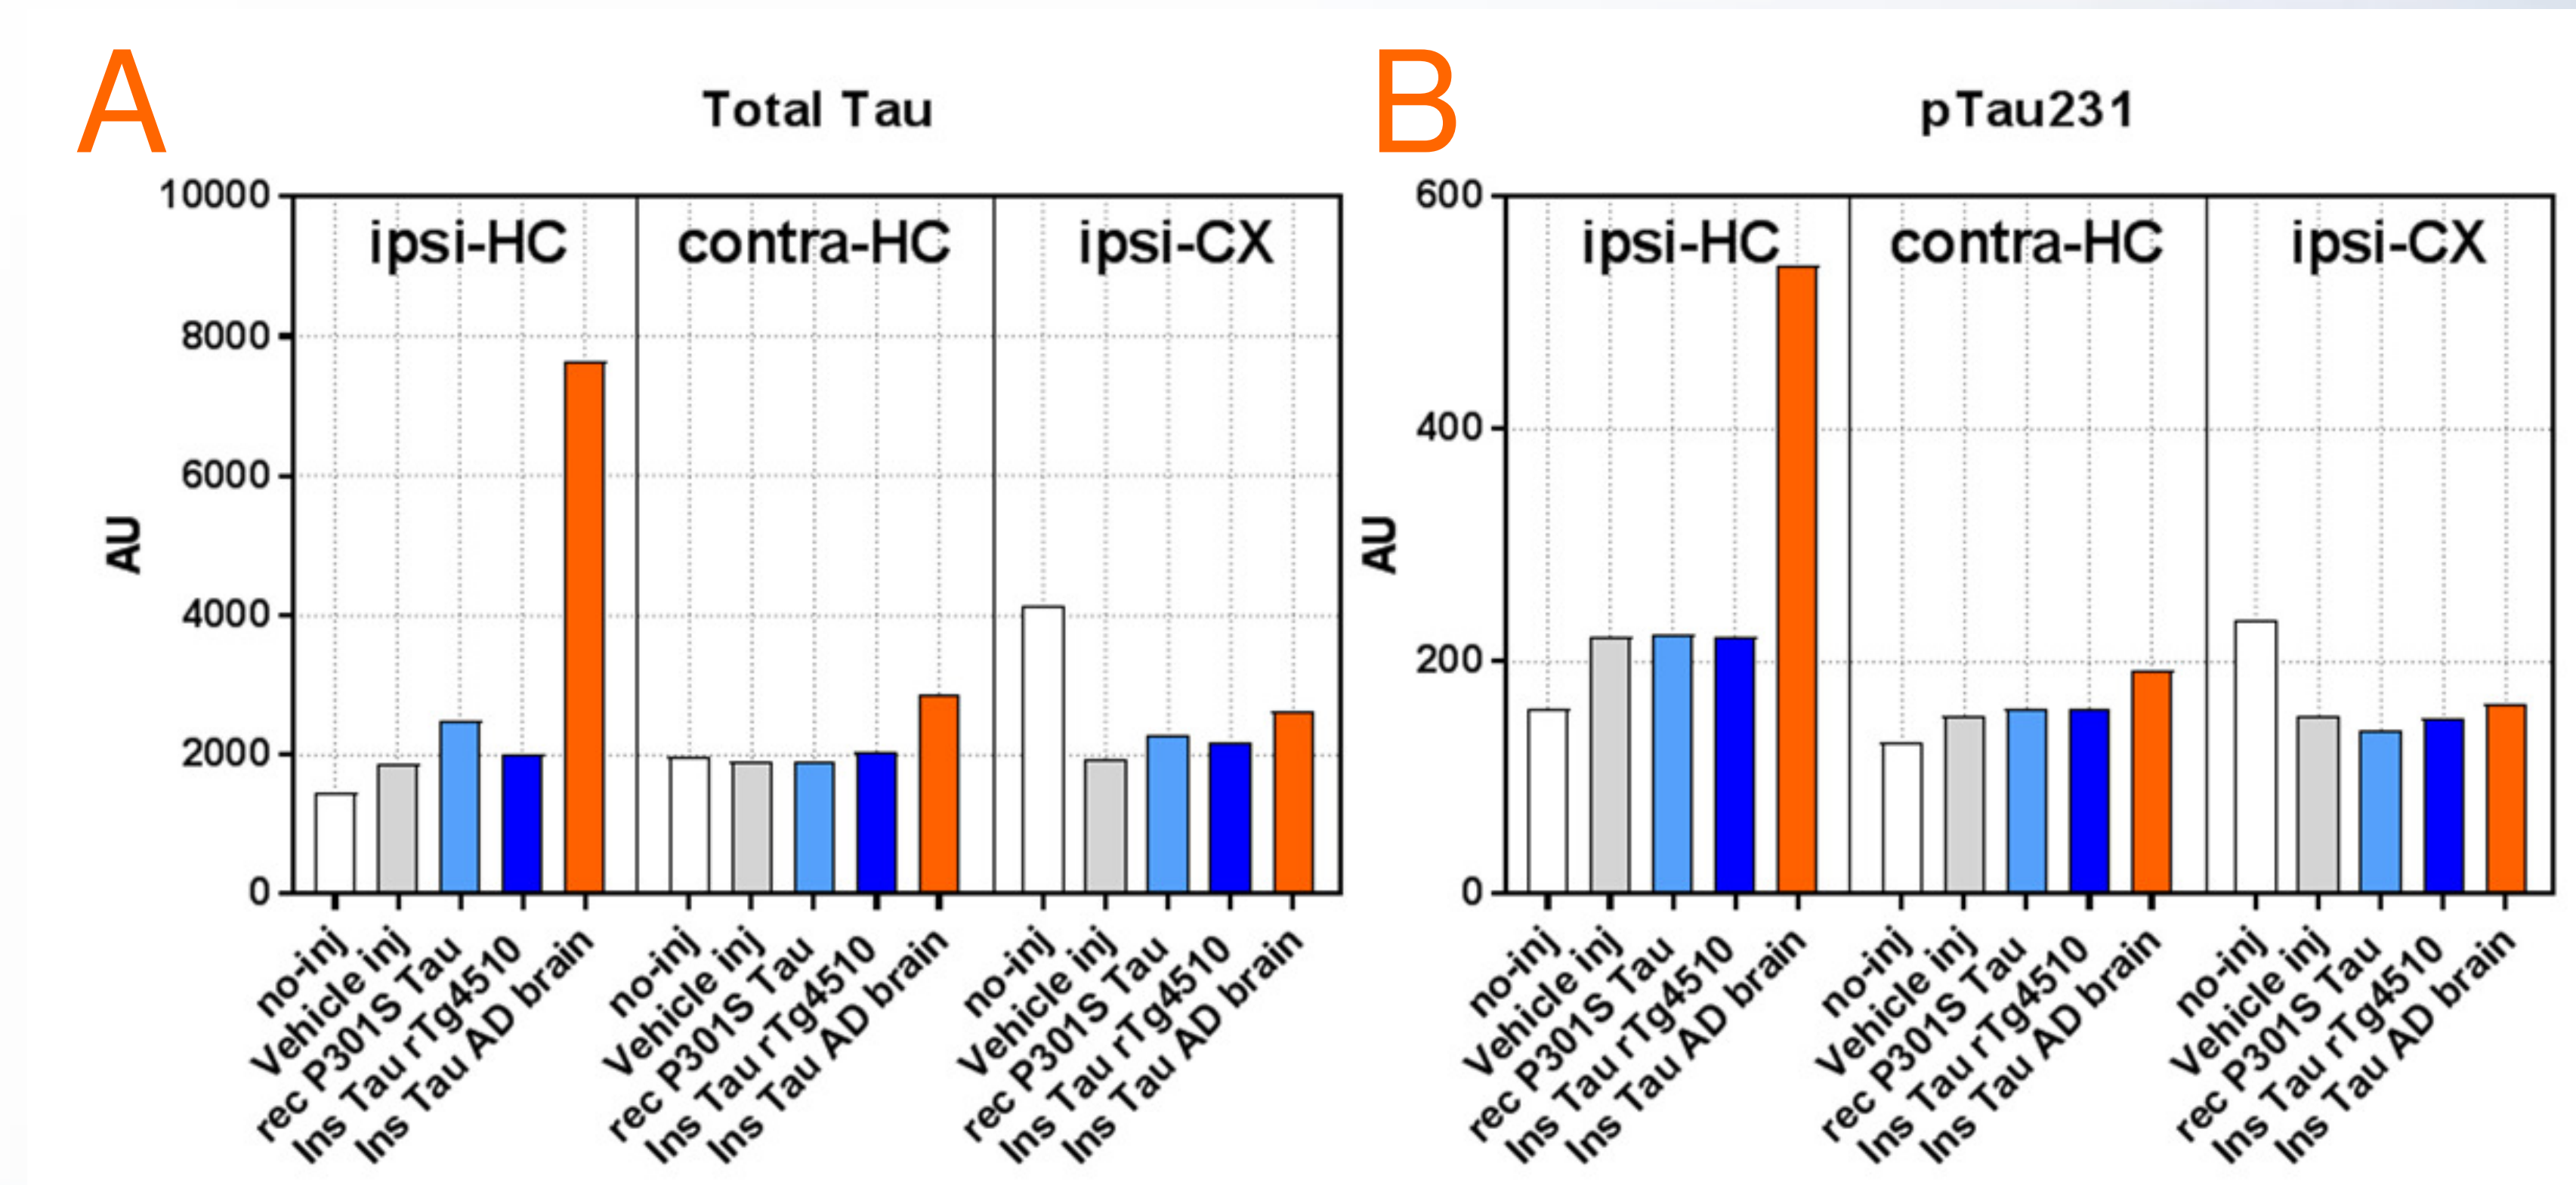 A
Total Tau
10000
8000
6000
4000
2000
0
AU
ipsi-HC
contra-HC
ipsi-CX
no-inj
Vehicle inj
rec P301S Tau
Ins Tau rTg4510
Ins Tau AD brain
no-inj
Vehicle inj
rec P301S Tau
Ins Tau rTg4510
Ins Tau AD brain
no-inj
Vehicle inj
rec P301S Tau
Ins Tau rTg4510
Ins Tau AD brain
B
pTau231
600
400
200
0
AU
ipsi-HC
contra-HC
ipsi-CX
no-inj
Vehicle inj
rec P301S Tau
Ins Tau rTg4510
Ins Tau AD brain
no-inj
Vehicle inj
rec P301S Tau
Ins Tau rTg4510
Ins Tau AD brain
no-inj
Vehicle inj
rec P301S Tau
Ins Tau rTg4510
Ins Tau AD brain